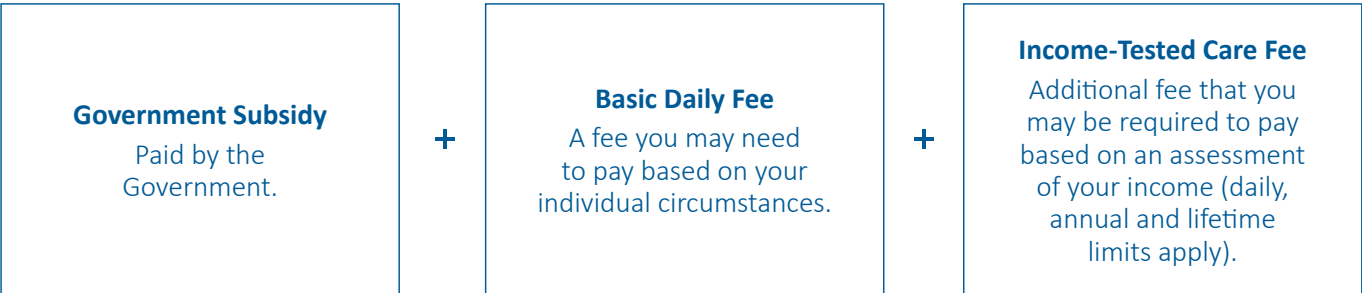 Government Subsidy
Paid by the
Government.
+
Basic Daily Fee
A fee you may need
to pay based on your
individual circumstances.
+
Income-Tested Care Fee
Additional fee that you
may be required to pay
based on an assessment
of your income (daily,
annual and lifetime
limits apply).